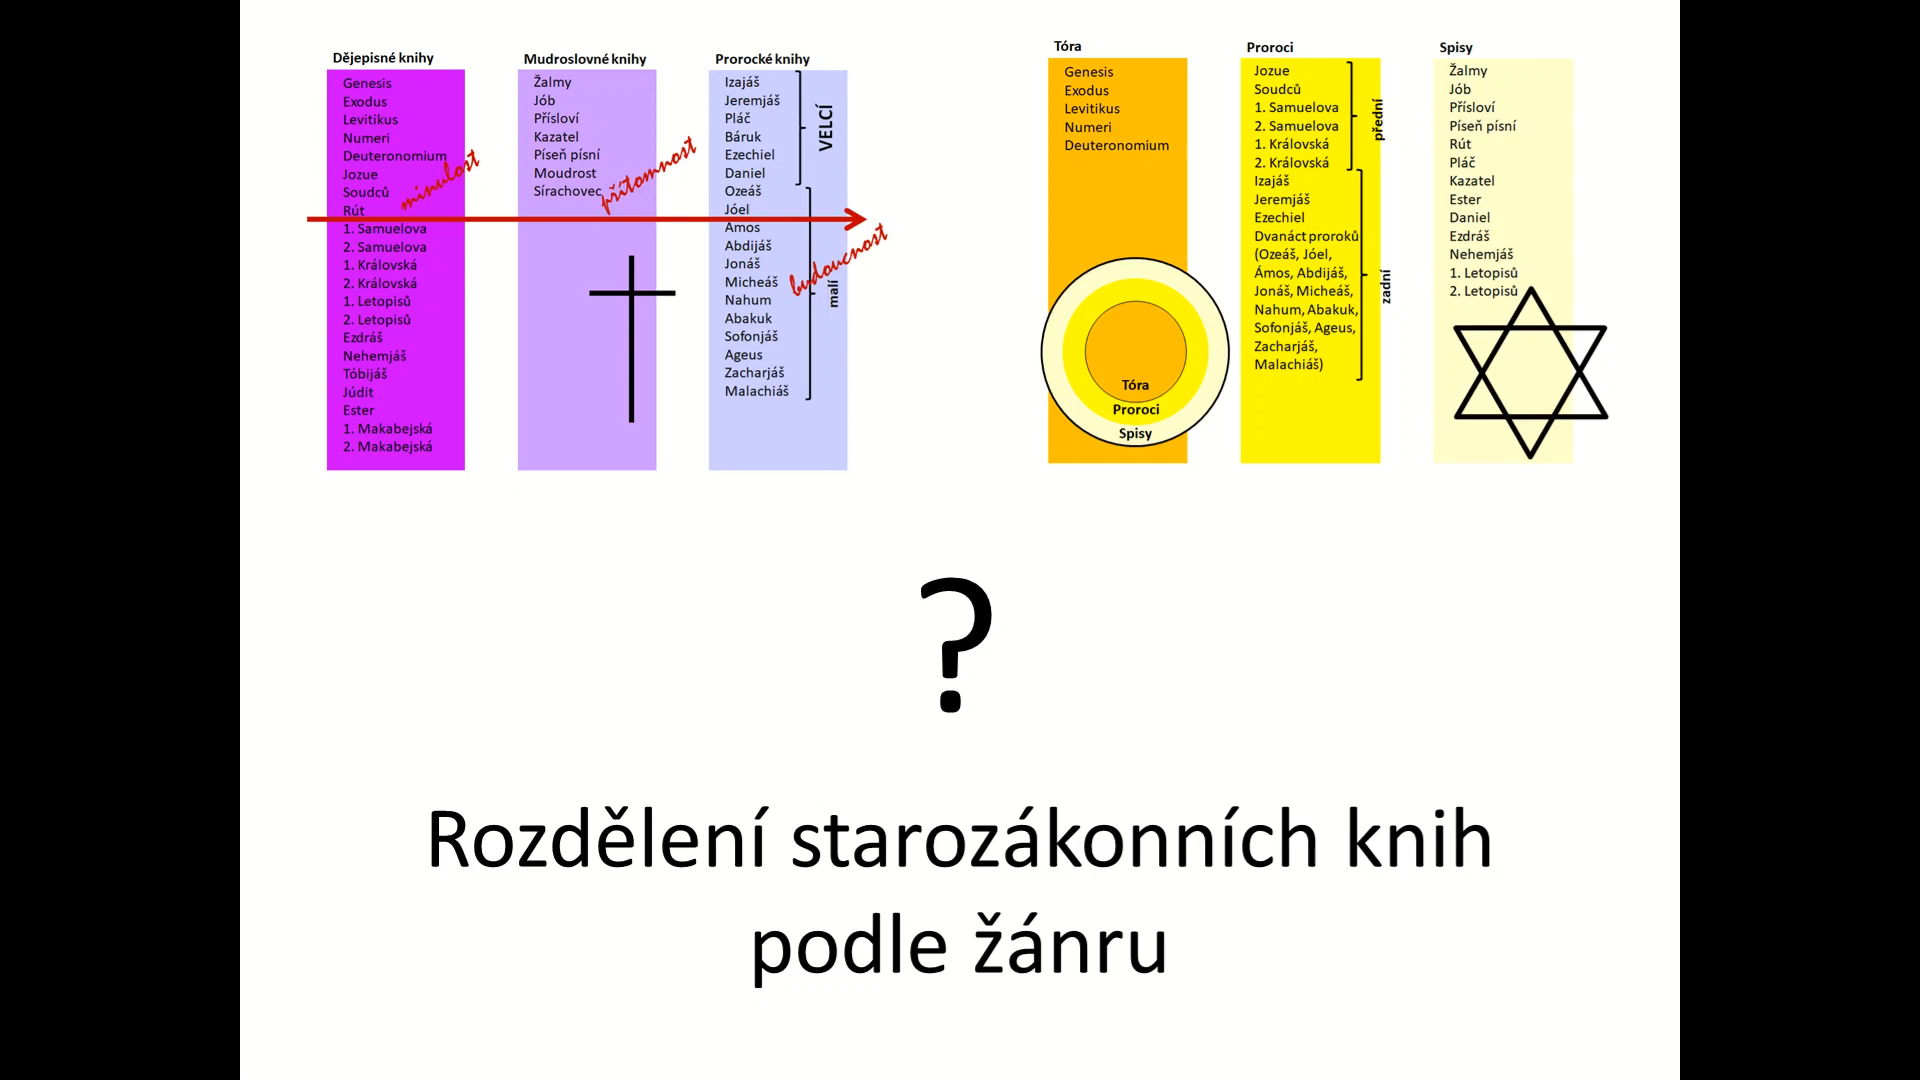 Dějepisné knihy
Genesis
Exodus
Levitikus
Numeri
Deuteronomium
Jozue
Soudců
Rút
1. Samuelova
2. Samuelova
1. Královská
2. Královská
1. Letopisů
2. Letopisů
Ezdráš
Nehemjáš
Tóbijáš
Júdit
Ester
1. Makabejská
2. Makabejská
minulost
Mudroslovné knihy
Žalmy
Jób
Přísloví
Kazatel
Píseň písní
Moudrost
Sírachovec
přítomnost
Prorocké knihy
Izajáš
Jeremjáš
Pláč
Báruk
Ezechiel
Daniel
Ozeáš
Jóel
Ámos
Abdijáš
Jonáš
Micheáš
Nahum
Abakuk
Sofonjáš
Ageus
Zacharjáš
Malachiáš
VELCÍ
malí
budoucnost
Tóra
Genesis
Exodus
Levitikus
Numeri
Deuteronomium
Tóra
Proroci
Spisy
Proroci
Jozue
Soudců
1. Samuelova
2. Samuelova
1. Královská
2. Královská
Izajáš
Jeremjáš
Ezechiel
Dvanáct proroků
(Ozeáš, Jóel,
Ámos, Abdijáš,
Jonáš, Micheáš,
Nahum, Abakuk,
Sofonjáš, Ageus,
Zacharjáš,
Malachiáš)
přední
zadní
Spisy
Žalmy
Jób
Přísloví
Píseň písní
Rút
Pláč
Kazatel
Ester
Daniel
Ezdráš
Nehemjáš
1. Letopisů
2. Letopisů
?
Rozdělení starozákonních knih
podle žánru